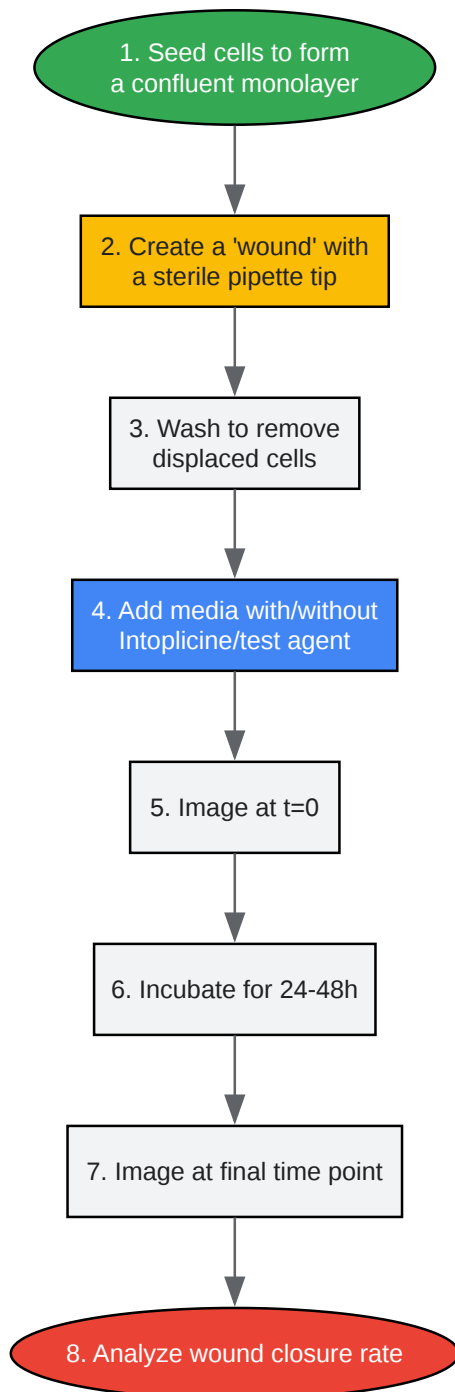 1. Seed cells to form
a confluent monolayer
2. Create a 'wound' with
a sterile pipette tip
3. Wash to remove
displaced cells
4. Add media with/without
Intoplicine/test agent
5. Image at t=0
6. Incubate for 24-48h
7. Image at final time point
8. Analyze wound closure rate